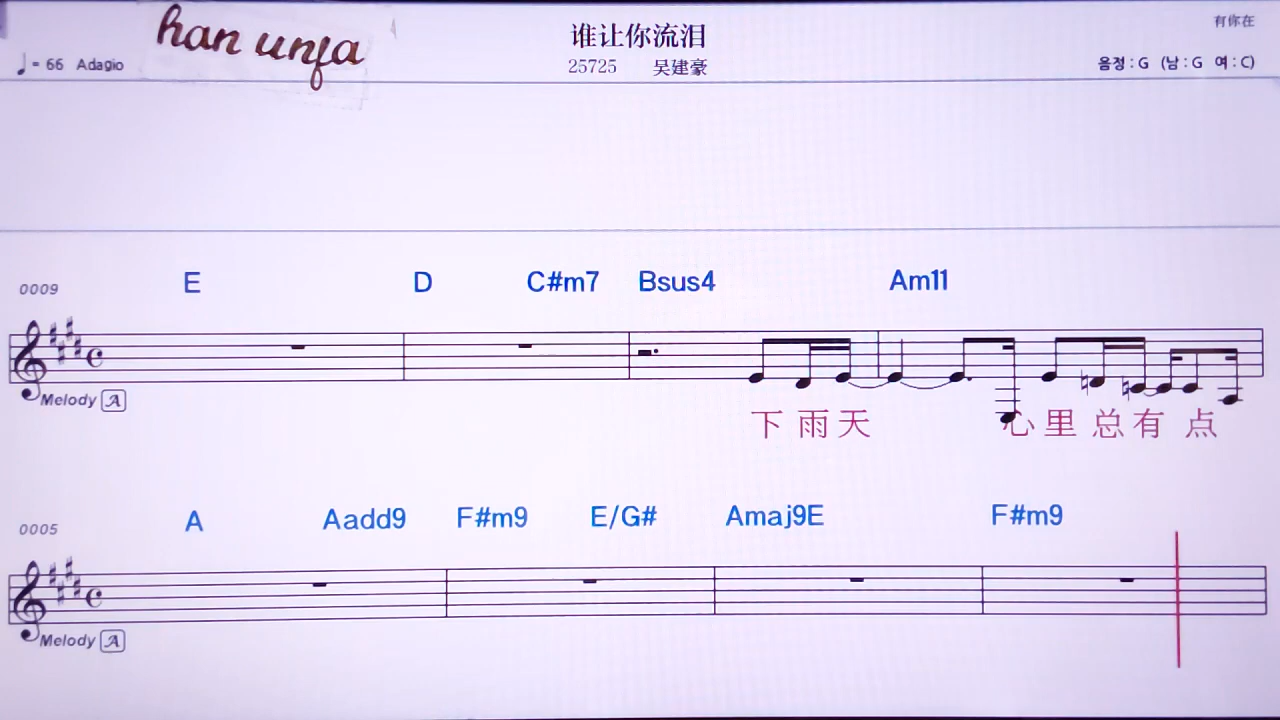 han unfa
谁让你流泪
有你在
♩= 66 Adagio
25725 吴建豪
음정 : G (남 : G 여 : C)
E D C#m7 Bsus4 Am11
0009
Melody A
下 雨 天 心 里 总 有 点
A Aadd9 F#m9 E/G# Amaj9E F#m9
0005
Melody A